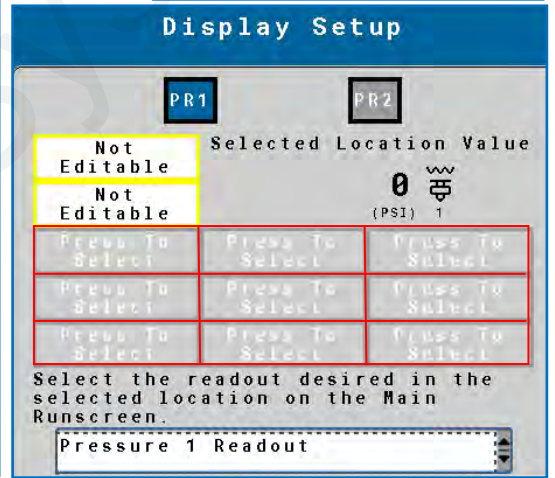 Display Setup
PR1 PR2
Not
Editable
Selected Location Value
Not
Editable
0
(PSI) 1
Press To
Select
Press To
Select
Press To
Select
Press To
Select
Press To
Select
Press To
Select
Press To
Select
Press To
Select
Press To
Select
Select the readout desired in the
selected location on the Main
Runscreen.
Pressure 1 Readout